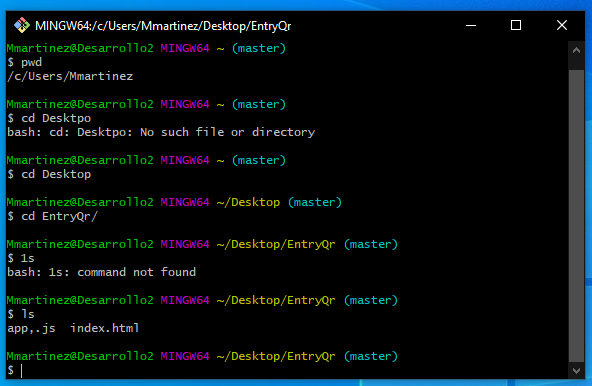 MINGW64:/c/Users/Mmartinez/Desktop/EntryQr
Mmartinez@Desarrollo2 MINGW64 ~ (master)
$ pwd
/c/Users/Mmartinez
Mmartinez@Desarrollo2 MINGW64 ~ (master)
$ cd Desktpo
bash: cd: Desktpo: No such file or directory
Mmartinez@Desarrollo2 MINGW64 ~ (master)
$ cd Desktop
Mmartinez@Desarrollo2 MINGW64 ~/Desktop (master)
$ cd EntryQr/
Mmartinez@Desarrollo2 MINGW64 ~/Desktop/EntryQr (master)
$ 1s
bash: 1s: command not found
Mmartinez@Desarrollo2 MINGW64 ~/Desktop/EntryQr (master)
$ ls
app,.js  index.html
Mmartinez@Desarrollo2 MINGW64 ~/Desktop/EntryQr (master)
$